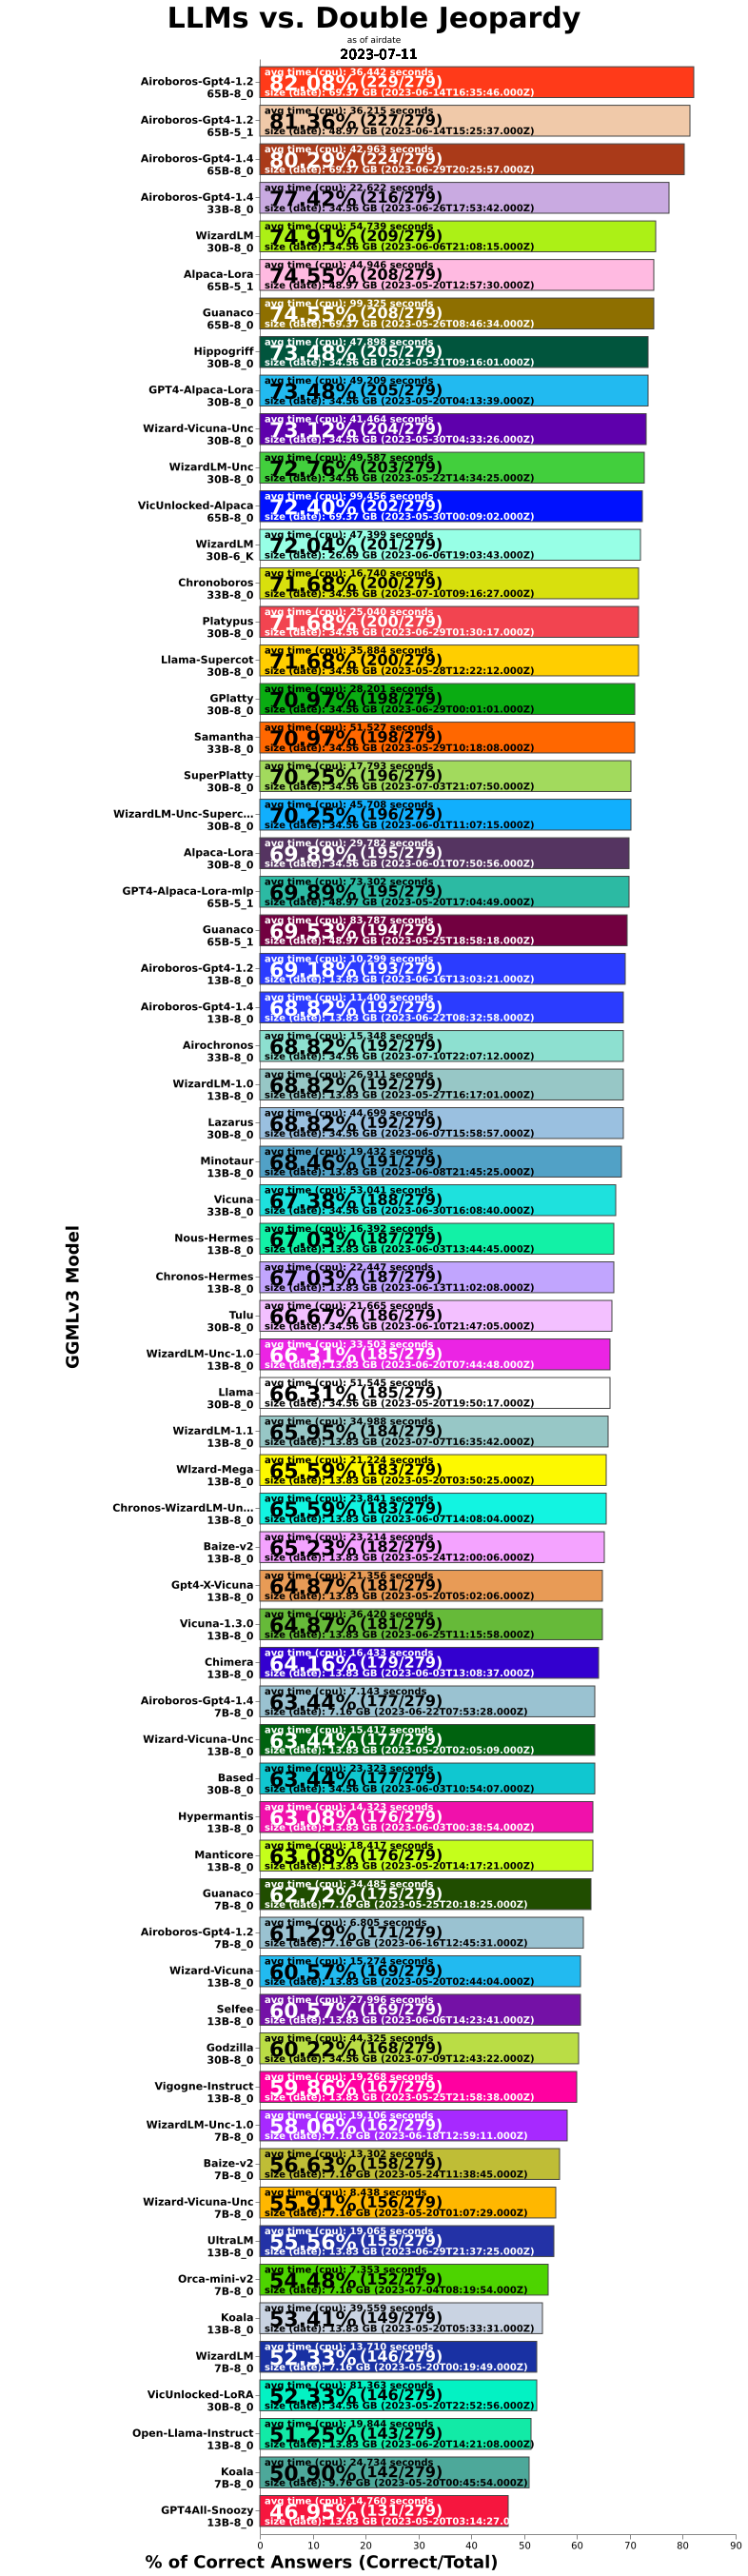 LLMs vs. Double Jeopardy
as of airdate
2023-07-11
Airoboros-Gpt4-1.2
65B-8_0
avg time (cpu): 36,442 seconds
82.08% (229/279)
size (date): 69.37 GB (2023-06-14T16:35:46.000Z)
Airoboros-Gpt4-1.2
65B-5_1
avg time (cpu): 36,215 seconds
81.36% (227/279)
size (date): 48.97 GB (2023-06-14T15:25:37.000Z)
Airoboros-Gpt4-1.4
65B-8_0
avg time (cpu): 42,963 seconds
80.29% (224/279)
size (date): 69.37 GB (2023-06-29T20:25:57.000Z)
Airoboros-Gpt4-1.4
33B-8_0
avg time (cpu): 22,622 seconds
77.42% (216/279)
size (date): 34.56 GB (2023-06-26T17:53:42.000Z)
WizardLM
30B-8_0
avg time (cpu): 54,739 seconds
74.91% (209/279)
size (date): 34.56 GB (2023-06-06T21:08:15.000Z)
Alpaca-Lora
65B-5_1
avg time (cpu): 44,946 seconds
74.55% (208/279)
size (date): 48.97 GB (2023-05-20T12:57:30.000Z)
Guanaco
65B-8_0
avg time (cpu): 99,325 seconds
74.55% (208/279)
size (date): 69.37 GB (2023-05-26T08:46:34.000Z)
Hippogriff
30B-8_0
avg time (cpu): 47,898 seconds
73.48% (205/279)
size (date): 34.56 GB (2023-05-31T09:16:01.000Z)
GPT4-Alpaca-Lora
30B-8_0
avg time (cpu): 49,209 seconds
73.48% (205/279)
size (date): 34.56 GB (2023-05-20T04:13:39.000Z)
Wizard-Vicuna-Unc
30B-8_0
avg time (cpu): 41,464 seconds
73.12% (204/279)
size (date): 34.56 GB (2023-05-30T04:33:26.000Z)
WizardLM-Unc
30B-8_0
avg time (cpu): 49,587 seconds
72.76% (203/279)
size (date): 34.56 GB (2023-05-22T14:34:25.000Z)
VicUnlocked-Alpaca
65B-8_0
avg time (cpu): 99,456 seconds
72.40% (202/279)
size (date): 69.37 GB (2023-05-30T00:09:02.000Z)
WizardLM
30B-6_K
avg time (cpu): 47,399 seconds
72.04% (201/279)
size (date): 26.69 GB (2023-06-06T19:03:43.000Z)
Chronoboros
33B-8_0
avg time (cpu): 16,740 seconds
71.68% (200/279)
size (date): 34.56 GB (2023-07-10T09:16:27.000Z)
Platypus
30B-8_0
avg time (cpu): 25,040 seconds
71.68% (200/279)
size (date): 34.56 GB (2023-06-29T01:30:17.000Z)
Llama-Supercot
30B-8_0
avg time (cpu): 35,884 seconds
71.68% (200/279)
size (date): 34.56 GB (2023-05-28T12:22:12.000Z)
GPlatty
30B-8_0
avg time (cpu): 28,201 seconds
70.97% (198/279)
size (date): 34.56 GB (2023-06-29T00:01:01.000Z)
Samantha
33B-8_0
avg time (cpu): 51,527 seconds
70.97% (198/279)
size (date): 34.56 GB (2023-05-29T10:18:08.000Z)
SuperPlatty
30B-8_0
avg time (cpu): 17,793 seconds
70.25% (196/279)
size (date): 34.56 GB (2023-07-03T21:07:50.000Z)
WizardLM-Unc-Superc...
30B-8_0
avg time (cpu): 45,708 seconds
70.25% (196/279)
size (date): 34.56 GB (2023-06-01T11:07:15.000Z)
Alpaca-Lora
30B-8_0
avg time (cpu): 29,782 seconds
69.89% (195/279)
size (date): 34.56 GB (2023-06-01T07:50:56.000Z)
GPT4-Alpaca-Lora-mlp
65B-5_1
avg time (cpu): 73,302 seconds
69.89% (195/279)
size (date): 48.97 GB (2023-05-20T17:04:49.000Z)
Guanaco
65B-5_1
avg time (cpu): 83,787 seconds
69.53% (194/279)
size (date): 48.97 GB (2023-05-25T18:58:18.000Z)
Airoboros-Gpt4-1.2
13B-8_0
avg time (cpu): 10,299 seconds
69.18% (193/279)
size (date): 13.83 GB (2023-06-16T13:03:21.000Z)
Airoboros-Gpt4-1.4
13B-8_0
avg time (cpu): 11,400 seconds
68.82% (192/279)
size (date): 13.83 GB (2023-06-22T08:32:58.000Z)
Airochronos
33B-8_0
avg time (cpu): 15,348 seconds
68.82% (192/279)
size (date): 34.56 GB (2023-07-10T22:07:12.000Z)
WizardLM-1.0
13B-8_0
avg time (cpu): 26,911 seconds
68.82% (192/279)
size (date): 13.83 GB (2023-05-27T16:17:01.000Z)
Lazarus
30B-8_0
avg time (cpu): 44,699 seconds
68.82% (192/279)
size (date): 34.56 GB (2023-06-07T15:58:57.000Z)
Minotaur
13B-8_0
avg time (cpu): 19,432 seconds
68.46% (191/279)
size (date): 13.83 GB (2023-06-08T21:45:25.000Z)
Vicuna
33B-8_0
avg time (cpu): 53,041 seconds
67.38% (188/279)
size (date): 34.56 GB (2023-06-30T16:08:40.000Z)
Nous-Hermes
13B-8_0
avg time (cpu): 16,392 seconds
67.03% (187/279)
size (date): 13.83 GB (2023-06-03T13:44:45.000Z)
Chronos-Hermes
13B-8_0
avg time (cpu): 22,447 seconds
67.03% (187/279)
size (date): 13.83 GB (2023-06-13T11:02:08.000Z)
Tulu
30B-8_0
avg time (cpu): 21,665 seconds
66.67% (186/279)
size (date): 34.56 GB (2023-06-10T21:47:05.000Z)
WizardLM-Unc-1.0
13B-8_0
avg time (cpu): 33,503 seconds
66.31% (185/279)
size (date): 13.83 GB (2023-06-20T07:44:48.000Z)
Llama
30B-8_0
avg time (cpu): 51,545 seconds
66.31% (185/279)
size (date): 34.56 GB (2023-05-20T19:50:17.000Z)
WizardLM-1.1
13B-8_0
avg time (cpu): 34,988 seconds
65.95% (184/279)
size (date): 13.83 GB (2023-07-07T16:35:42.000Z)
WIzard-Mega
13B-8_0
avg time (cpu): 21,224 seconds
65.59% (183/279)
size (date): 13.83 GB (2023-05-20T03:50:25.000Z)
Chronos-WizardLM-Un...
13B-8_0
avg time (cpu): 23,841 seconds
65.59% (183/279)
size (date): 13.83 GB (2023-06-07T14:08:04.000Z)
Baize-v2
13B-8_0
avg time (cpu): 23,214 seconds
65.23% (182/279)
size (date): 13.83 GB (2023-05-24T12:00:06.000Z)
Gpt4-X-Vicuna
13B-8_0
avg time (cpu): 21,356 seconds
64.87% (181/279)
size (date): 13.83 GB (2023-05-20T05:02:06.000Z)
Vicuna-1.3.0
13B-8_0
avg time (cpu): 36,420 seconds
64.87% (181/279)
size (date): 13.83 GB (2023-06-25T11:15:58.000Z)
Chimera
13B-8_0
avg time (cpu): 16,433 seconds
64.16% (179/279)
size (date): 13.83 GB (2023-06-03T13:08:37.000Z)
Airoboros-Gpt4-1.4
7B-8_0
avg time (cpu): 7,143 seconds
63.44% (177/279)
size (date): 7.16 GB (2023-06-22T07:53:28.000Z)
Wizard-Vicuna-Unc
13B-8_0
avg time (cpu): 15,417 seconds
63.44% (177/279)
size (date): 13.83 GB (2023-05-20T02:05:09.000Z)
Based
30B-8_0
avg time (cpu): 23,323 seconds
63.44% (177/279)
size (date): 34.56 GB (2023-06-03T10:54:07.000Z)
Hypermantis
13B-8_0
avg time (cpu): 14,323 seconds
63.08% (176/279)
size (date): 13.83 GB (2023-06-03T00:38:54.000Z)
Manticore
13B-8_0
avg time (cpu): 18,417 seconds
63.08% (176/279)
size (date): 13.83 GB (2023-05-20T14:17:21.000Z)
Guanaco
7B-8_0
avg time (cpu): 34,485 seconds
62.72% (175/279)
size (date): 7.16 GB (2023-05-25T20:18:25.000Z)
Airoboros-Gpt4-1.2
7B-8_0
avg time (cpu): 6,805 seconds
61.29% (171/279)
size (date): 7.16 GB (2023-06-16T12:45:31.000Z)
Wizard-Vicuna
13B-8_0
avg time (cpu): 15,274 seconds
60.57% (169/279)
size (date): 13.83 GB (2023-05-20T02:44:04.000Z)
Selfee
13B-8_0
avg time (cpu): 27,996 seconds
60.57% (169/279)
size (date): 13.83 GB (2023-06-06T14:23:41.000Z)
Godzilla
30B-8_0
avg time (cpu): 44,325 seconds
60.22% (168/279)
size (date): 34.56 GB (2023-07-09T12:43:22.000Z)
Vigogne-Instruct
13B-8_0
avg time (cpu): 19,268 seconds
59.86% (167/279)
size (date): 13.83 GB (2023-05-25T21:58:38.000Z)
WizardLM-Unc-1.0
7B-8_0
avg time (cpu): 19,106 seconds
58.06% (162/279)
size (date): 7.16 GB (2023-06-18T12:59:11.000Z)
Baize-v2
7B-8_0
avg time (cpu): 13,302 seconds
56.63% (158/279)
size (date): 7.16 GB (2023-05-24T11:38:45.000Z)
Wizard-Vicuna-Unc
7B-8_0
avg time (cpu): 8,438 seconds
55.91% (156/279)
size (date): 7.16 GB (2023-05-20T01:07:29.000Z)
UltraLM
13B-8_0
avg time (cpu): 19,065 seconds
55.56% (155/279)
size (date): 13.83 GB (2023-06-29T21:37:25.000Z)
Orca-mini-v2
7B-8_0
avg time (cpu): 7,353 seconds
54.48% (152/279)
size (date): 7.16 GB (2023-07-04T08:19:54.000Z)
Koala
13B-8_0
avg time (cpu): 39,559 seconds
53.41% (149/279)
size (date): 13.83 GB (2023-05-20T05:33:31.000Z)
WizardLM
7B-8_0
avg time (cpu): 13,710 seconds
52.33% (146/279)
size (date): 7.16 GB (2023-05-20T00:19:49.000Z)
VicUnlocked-LoRA
30B-8_0
avg time (cpu): 81,363 seconds
52.33% (146/279)
size (date): 34.56 GB (2023-05-20T22:52:56.000Z)
Open-Llama-Instruct
13B-8_0
avg time (cpu): 19,844 seconds
51.25% (143/279)
size (date): 13.83 GB (2023-06-20T14:21:08.000Z)
Koala
7B-8_0
avg time (cpu): 24,734 seconds
50.90% (142/279)
size (date): 9.76 GB (2023-05-20T00:45:54.000Z)
GPT4All-Snoozy
13B-8_0
avg time (cpu): 14,760 seconds
46.95% (131/279)
size (date): 13.83 GB (2023-05-20T03:14:27.0
GGMLv3 Model
0 10 20 30 40 50 60 70 80 90
% of Correct Answers (Correct/Total)